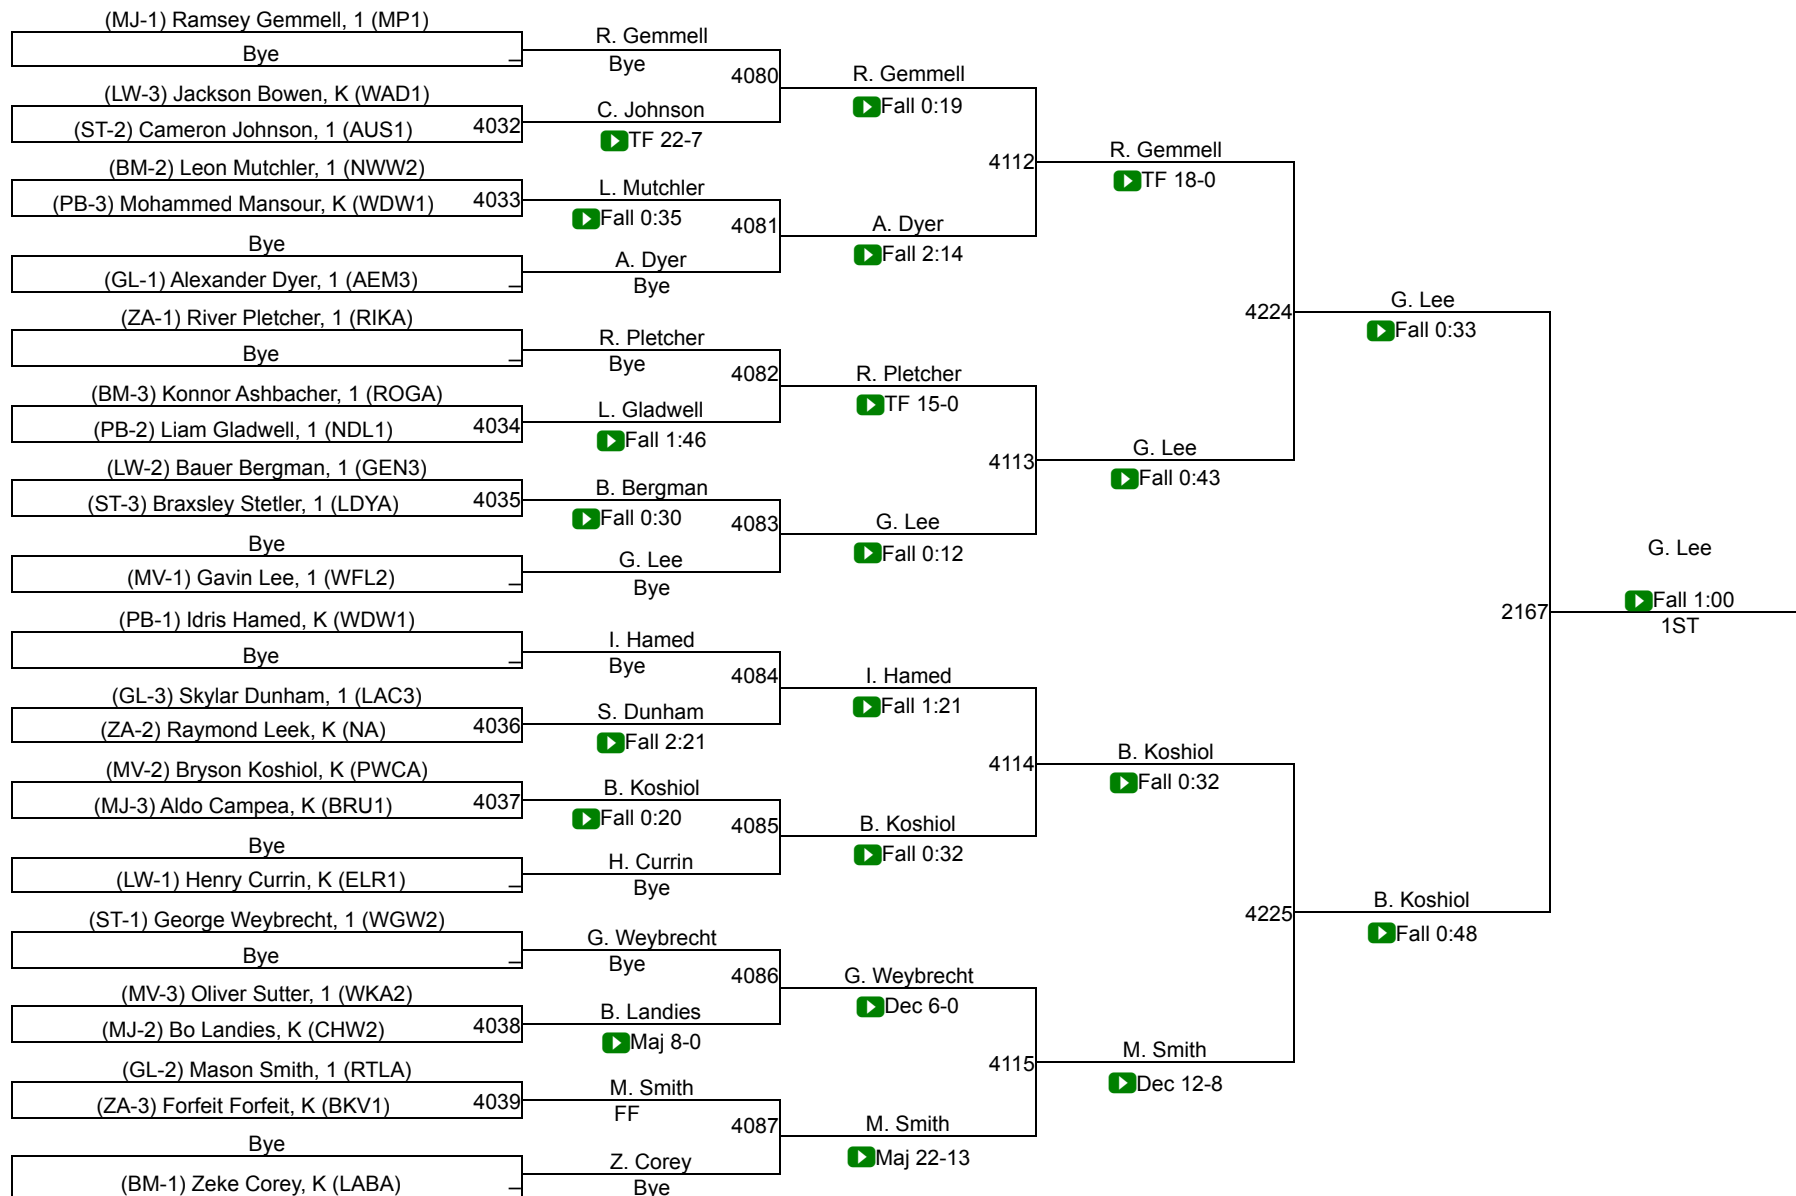 (MJ-1) Ramsey Gemmell, 1 (MP1)
Bye
(LW-3) Jackson Bowen, K (WAD1)
(ST-2) Cameron Johnson, 1 (AUS1) 4032
(BM-2) Leon Mutchler, 1 (NWW2)
(PB-3) Mohammed Mansour, K (WDW1) 4033
Bye
(GL-1) Alexander Dyer, 1 (AEM3)
(ZA-1) River Pletcher, 1 (RIKA)
Bye
(BM-3) Konnor Ashbacher, 1 (ROGA)
(PB-2) Liam Gladwell, 1 (NDL1) 4034
(LW-2) Bauer Bergman, 1 (GEN3)
(ST-3) Braxsley Stetler, 1 (LDYA) 4035
Bye
(MV-1) Gavin Lee, 1 (WFL2)
(PB-1) Idris Hamed, K (WDW1)
Bye
(GL-3) Skylar Dunham, 1 (LAC3)
(ZA-2) Raymond Leek, K (NA) 4036
(MV-2) Bryson Koshiol, K (PWCA)
(MJ-3) Aldo Campea, K (BRU1) 4037
Bye
(LW-1) Henry Currin, K (ELR1)
(ST-1) George Weybrecht, 1 (WGW2)
Bye
(MV-3) Oliver Sutter, 1 (WKA2)
(MJ-2) Bo Landies, K (CHW2) 4038
(GL-2) Mason Smith, 1 (RTLA)
(ZA-3) Forfeit Forfeit, K (BKV1) 4039
Bye
(BM-1) Zeke Corey, K (LABA)
R. Gemmell
Bye
4080
C. Johnson
TF 22-7
L. Mutchler
Fall 0:35
4081
A. Dyer
Bye
R. Pletcher
Bye
4082
L. Gladwell
Fall 1:46
B. Bergman
Fall 0:30
4083
G. Lee
Bye
I. Hamed
Bye
4084
S. Dunham
Fall 2:21
B. Koshiol
Fall 0:20
4085
H. Currin
Bye
G. Weybrecht
Bye
4086
B. Landies
Maj 8-0
M. Smith
FF
4087
Z. Corey
Bye
R. Gemmell
Fall 0:19
4112
A. Dyer
Fall 2:14
R. Pletcher
TF 15-0
4113
G. Lee
Fall 0:12
I. Hamed
Fall 1:21
4114
B. Koshiol
Fall 0:32
G. Weybrecht
Dec 6-0
4115
M. Smith
Maj 22-13
R. Gemmell
TF 18-0
4224
G. Lee
Fall 0:43
B. Koshiol
Fall 0:32
4225
M. Smith
Dec 12-8
G. Lee
Fall 0:33
2167
B. Koshiol
Fall 0:48
G. Lee
Fall 1:00
1ST